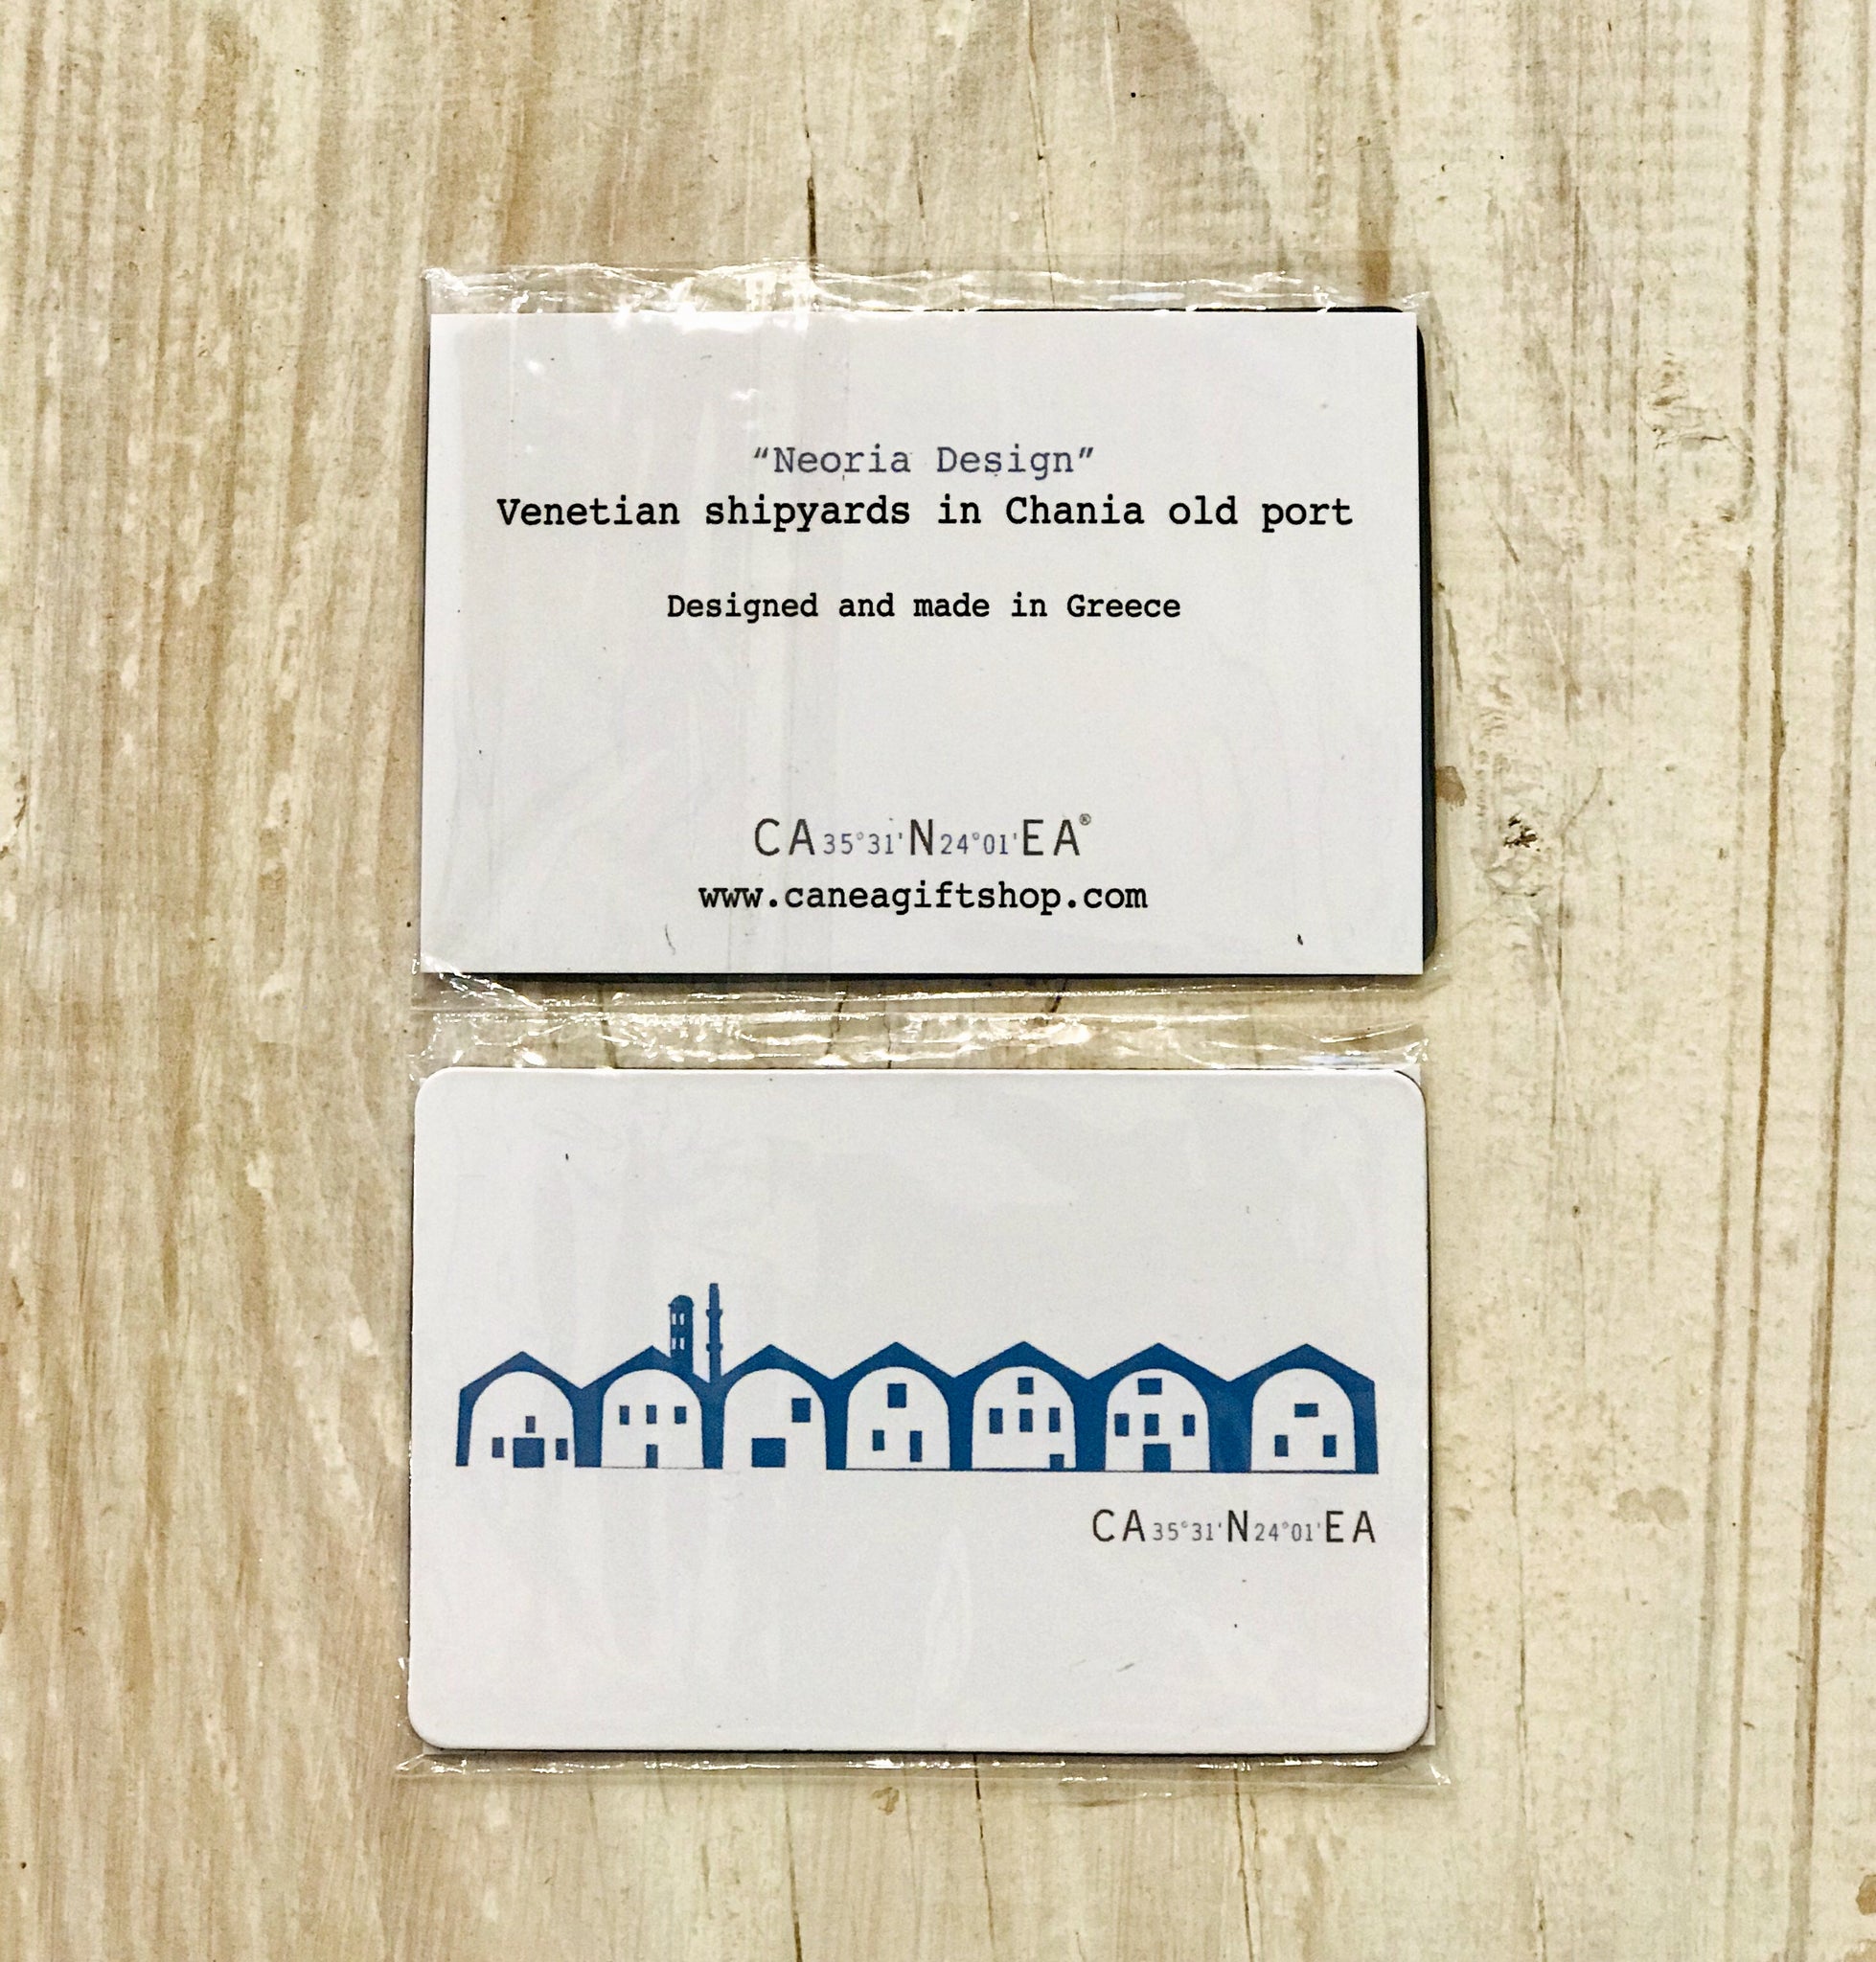 “Neoria Design”
Venetian shipyards in Chania old port
Designed and made in Greece
CA35°31'N24°01'EA®
www.caneagiftshop.com
CA35°31'N24°01'EA